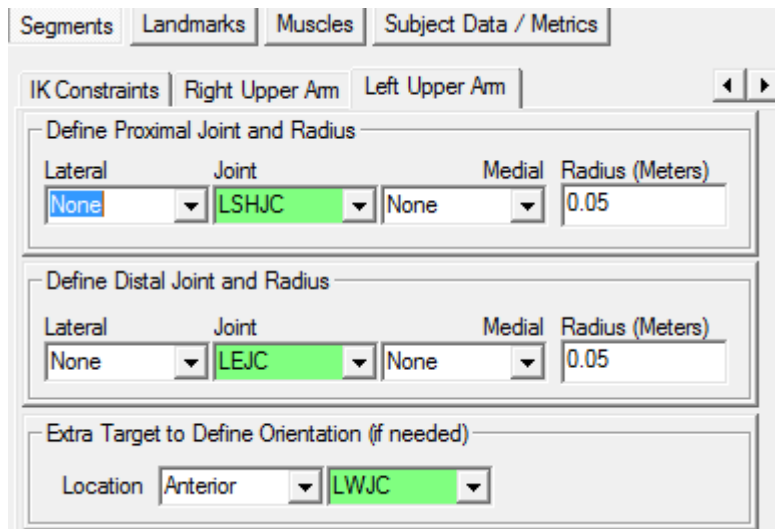 Segments Landmarks Muscles Subject Data / Metrics
IK Constraints Right Upper Arm Left Upper Arm
Define Proximal Joint and Radius
Lateral Joint Medial Radius (Meters)
None LSHJC None 0.05
Define Distal Joint and Radius
Lateral Joint Medial Radius (Meters)
None LEJC None 0.05
Extra Target to Define Orientation (if needed)
Location Anterior LWJC